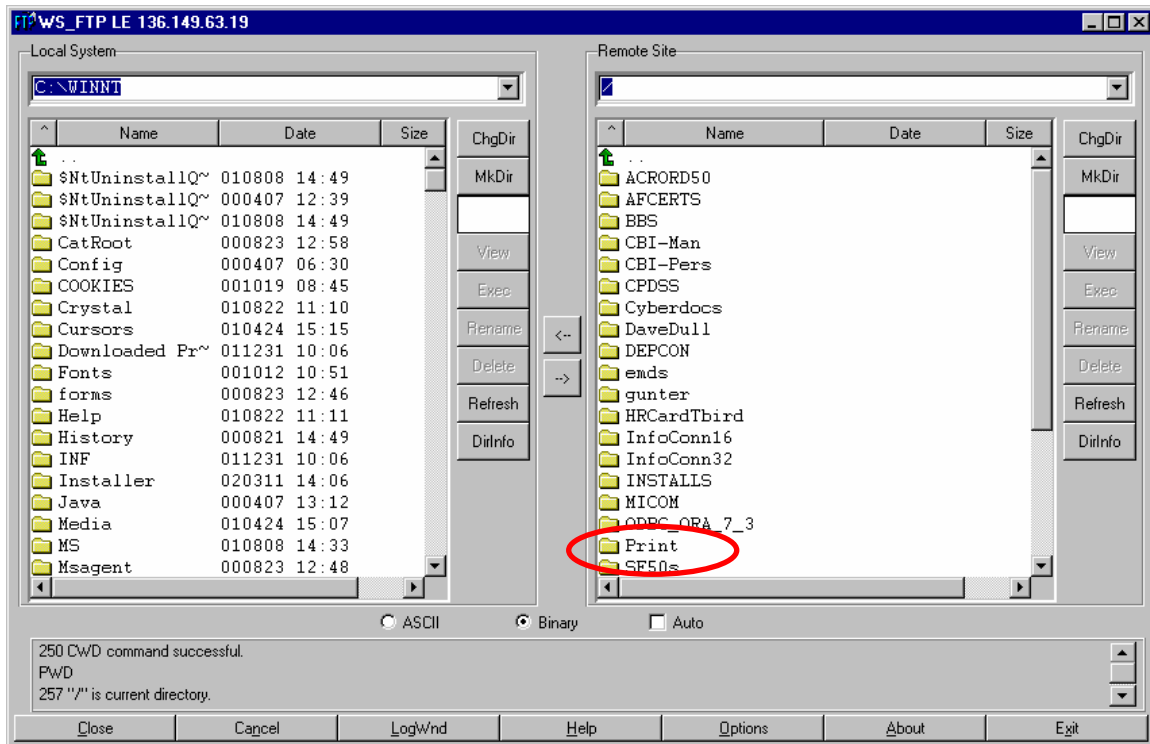 WS_FTP LE 136.149.63.19
Local System
C:\WINNT
^ Name Date Size
..
$NtUninstallQ~ 010808 14:49
$NtUninstallQ~ 000407 12:39
$NtUninstallQ~ 010808 14:49
CatRoot 000823 12:58
Config 000407 06:30
COOKIES 001019 08:45
Crystal 010822 11:10
Cursors 010424 15:15
Downloaded Pr~ 011231 10:06
Fonts 001012 10:51
forms 000823 12:46
Help 010822 11:11
History 000821 14:49
INF 011231 10:06
Installer 020311 14:06
Java 000407 13:12
Media 010424 15:07
MS 010808 14:33
Msagent 000823 12:48
ChgDir
MkDir
View
Exec
Rename
Delete
Refresh
DirInfo
<--
-->
Remote Site
/
^ Name Date Size
..
ACRORD50
AFCERTS
BBS
CBI-Man
CBI-Pers
CPDSS
Cyberdocs
DaveDull
DEPCON
emds
gunter
HRCardTbird
InfoConn16
InfoConn32
INSTALLS
MICOM
ODBC_ORA_7_3
Print
SF50s
ChgDir
MkDir
View
Exec
Rename
Delete
Refresh
DirInfo
ASCII Binary Auto
250 CWD command successful.
PWD
257 "/" is current directory.
Close Cancel LogWnd Help Options About Exit